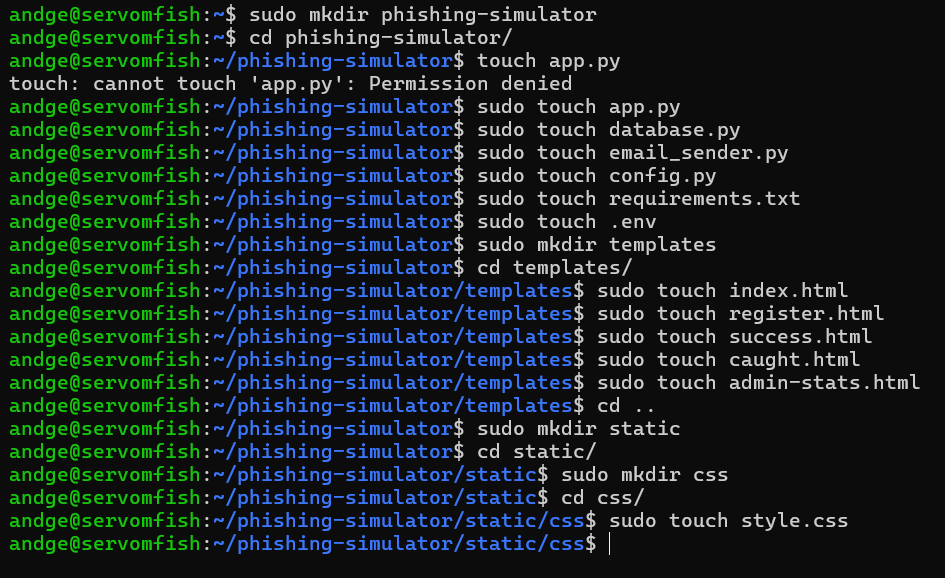 andge@servomfish:~$ sudo mkdir phishing-simulator
andge@servomfish:~$ cd phishing-simulator/
andge@servomfish:~/phishing-simulator$ touch app.py
touch: cannot touch 'app.py': Permission denied
andge@servomfish:~/phishing-simulator$ sudo touch app.py
andge@servomfish:~/phishing-simulator$ sudo touch database.py
andge@servomfish:~/phishing-simulator$ sudo touch email_sender.py
andge@servomfish:~/phishing-simulator$ sudo touch config.py
andge@servomfish:~/phishing-simulator$ sudo touch requirements.txt
andge@servomfish:~/phishing-simulator$ sudo touch .env
andge@servomfish:~/phishing-simulator$ sudo mkdir templates
andge@servomfish:~/phishing-simulator$ cd templates/
andge@servomfish:~/phishing-simulator/templates$ sudo touch index.html
andge@servomfish:~/phishing-simulator/templates$ sudo touch register.html
andge@servomfish:~/phishing-simulator/templates$ sudo touch success.html
andge@servomfish:~/phishing-simulator/templates$ sudo touch caught.html
andge@servomfish:~/phishing-simulator/templates$ sudo touch admin-stats.html
andge@servomfish:~/phishing-simulator/templates$ cd ..
andge@servomfish:~/phishing-simulator$ sudo mkdir static
andge@servomfish:~/phishing-simulator$ cd static/
andge@servomfish:~/phishing-simulator/static$ sudo mkdir css
andge@servomfish:~/phishing-simulator/static$ cd css/
andge@servomfish:~/phishing-simulator/static/css$ sudo touch style.css
andge@servomfish:~/phishing-simulator/static/css$